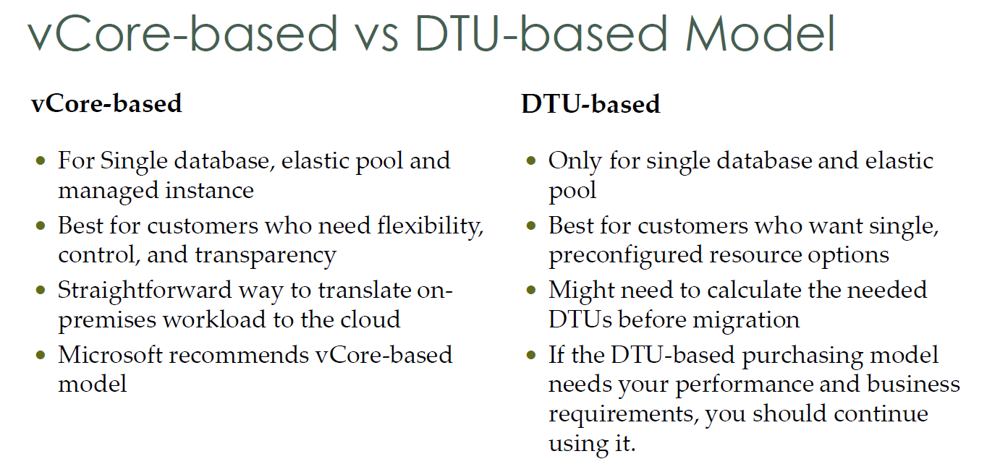 vCore-based vs DTU-based Model
vCore-based
• For Single database, elastic pool and
managed instance
• Best for customers who need flexibility,
control, and transparency
• Straightforward way to translate on-
premises workload to the cloud
• Microsoft recommends vCore-based
model
DTU-based
• Only for single database and elastic
pool
• Best for customers who want single,
preconfigured resource options
• Might need to calculate the needed
DTUs before migration
• If the DTU-based purchasing model
needs your performance and business
requirements, you should continue
using it.